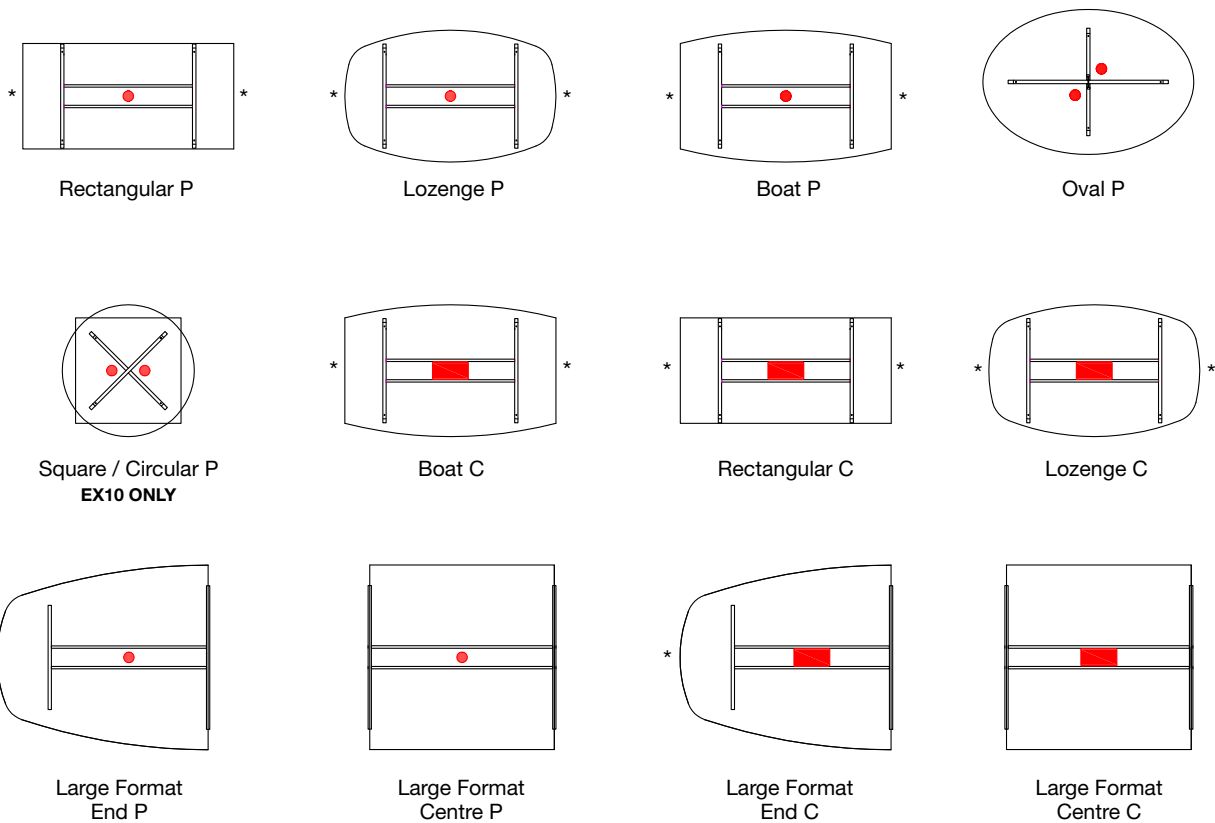 * *
Rectangular P
* *
Lozenge P
* *
Boat P
Oval P
Square / Circular P
EX10 ONLY
* *
Boat C
* *
Rectangular C
* *
Lozenge C
Large Format
End P
Large Format
Centre P
*
Large Format
End C
Large Format
Centre C